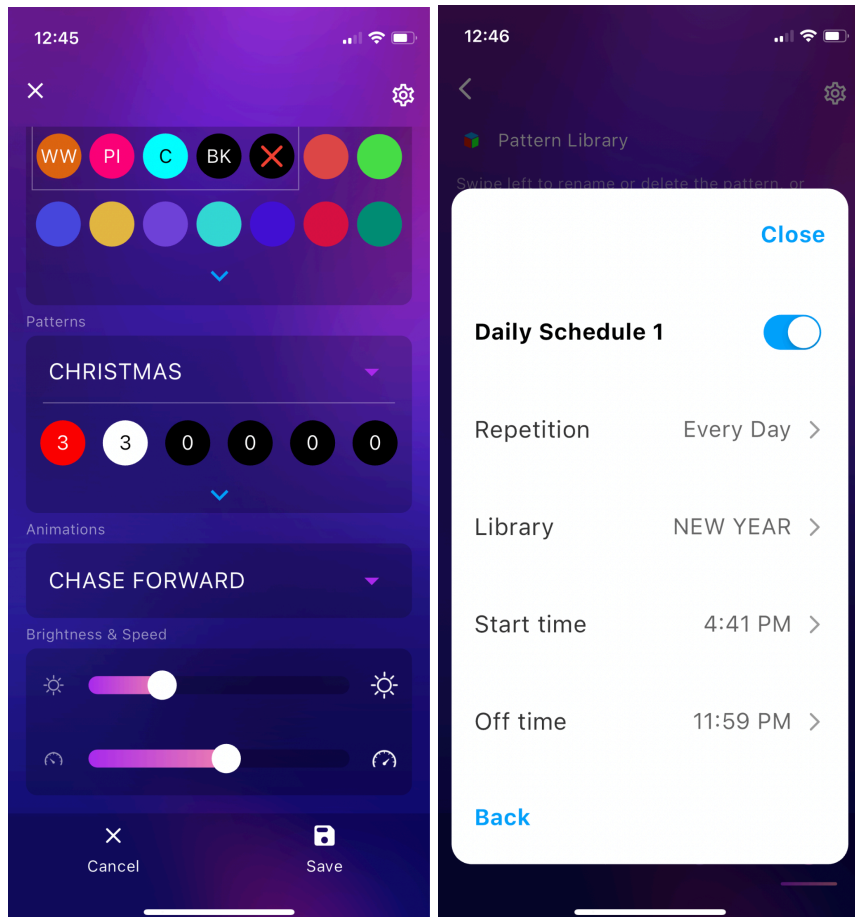 12:45
WW PI C BK
Patterns
CHRISTMAS
3 3 0 0 0 0
Animations
CHASE FORWARD
Brightness & Speed
Cancel Save
12:46
Pattern Library
Swipe left to rename or delete the pattern, or
Close
Daily Schedule 1
Repetition Every Day
Library NEW YEAR
Start time 4:41 PM
Off time 11:59 PM
Back